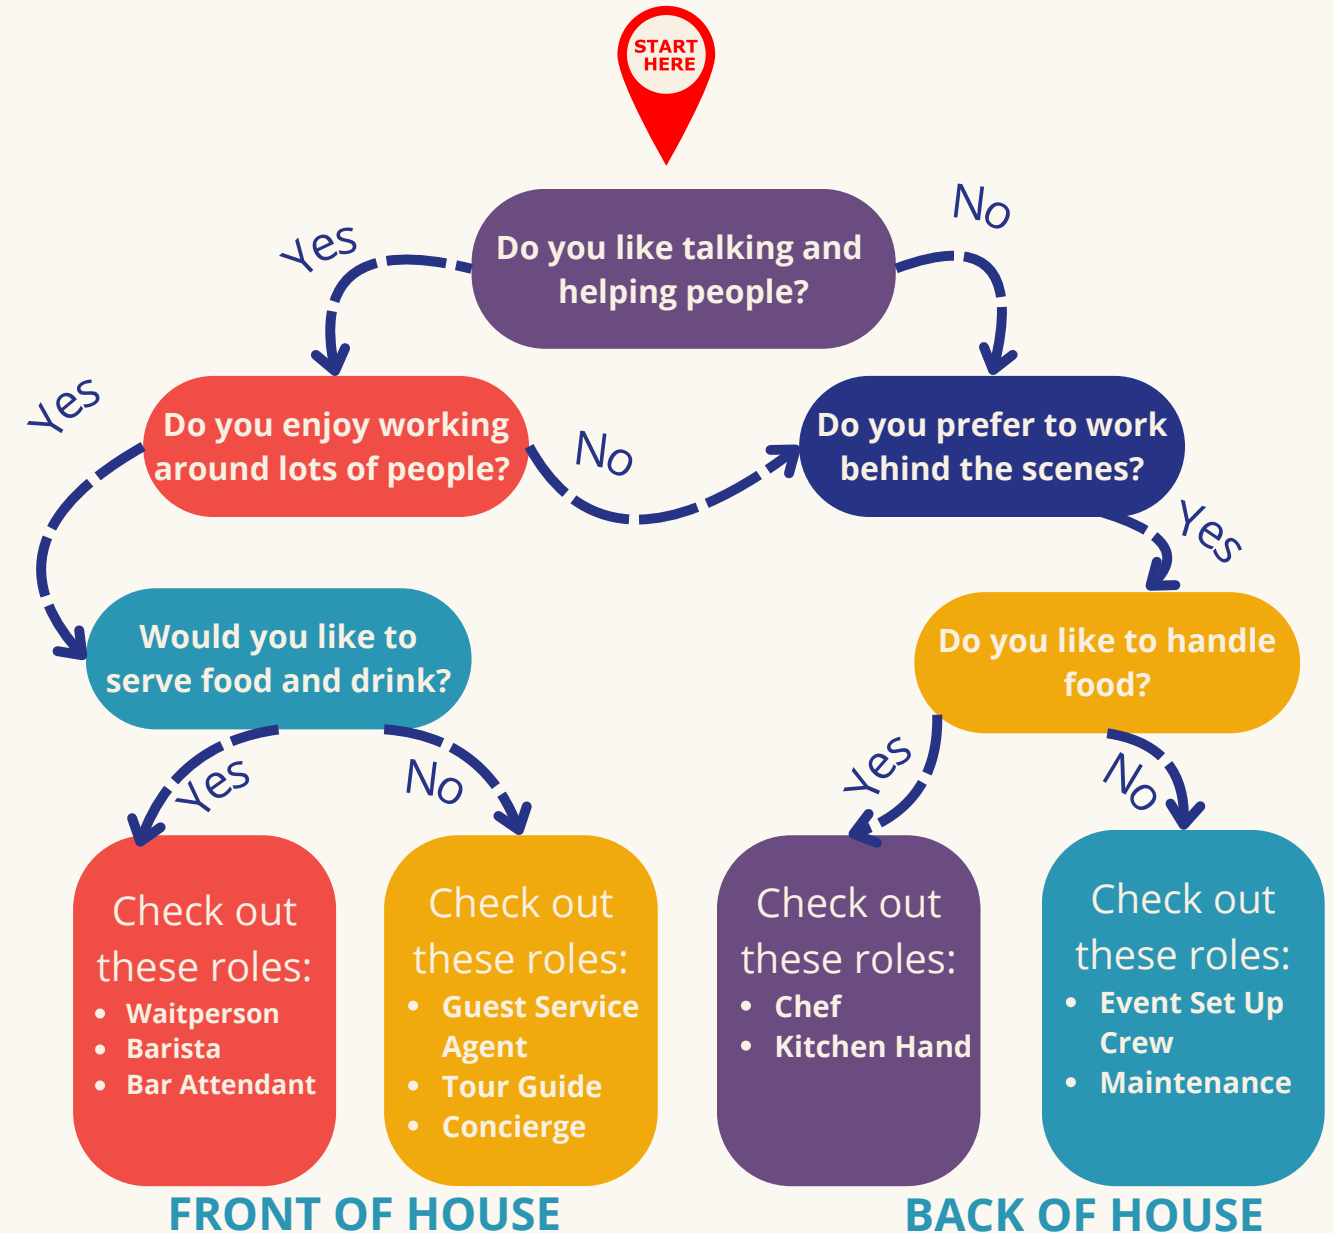 START
HERE
Do you like talking and
helping people?
Yes
No
Do you enjoy working
around lots of people?
Do you prefer to work
behind the scenes?
Yes
No
Yes
Would you like to
serve food and drink?
Do you like to handle
food?
Yes
No
Yes
No
Check out
these roles:
• Waitperson
• Barista
• Bar Attendant
Check out
these roles:
• Guest Service
Agent
• Tour Guide
• Concierge
Check out
these roles:
• Chef
• Kitchen Hand
Check out
these roles:
• Event Set Up
Crew
• Maintenance
FRONT OF HOUSE
BACK OF HOUSE